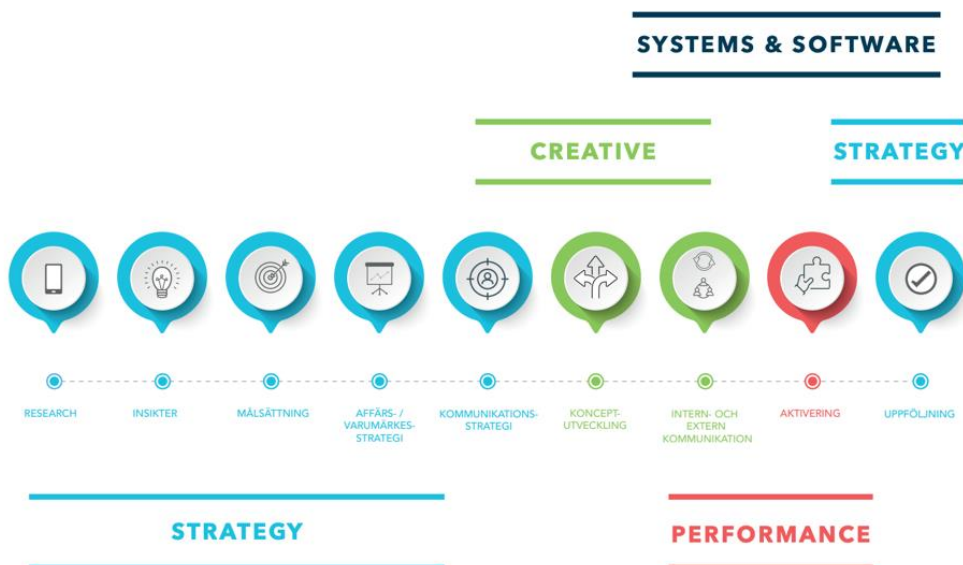 SYSTEMS & SOFTWARE
CREATIVE
STRATEGY
RESEARCH
INSIKTER
MÅLSÄTTNING
AFFÄRS- /
VARUMÄRKES-
STRATEGI
KOMMUNIKATIONS-
STRATEGI
KONCEPT-
UTVECKLING
INTERN- OCH
EXTERN
KOMMUNIKATION
AKTIVERING
UPPFÖLJNING
STRATEGY
PERFORMANCE